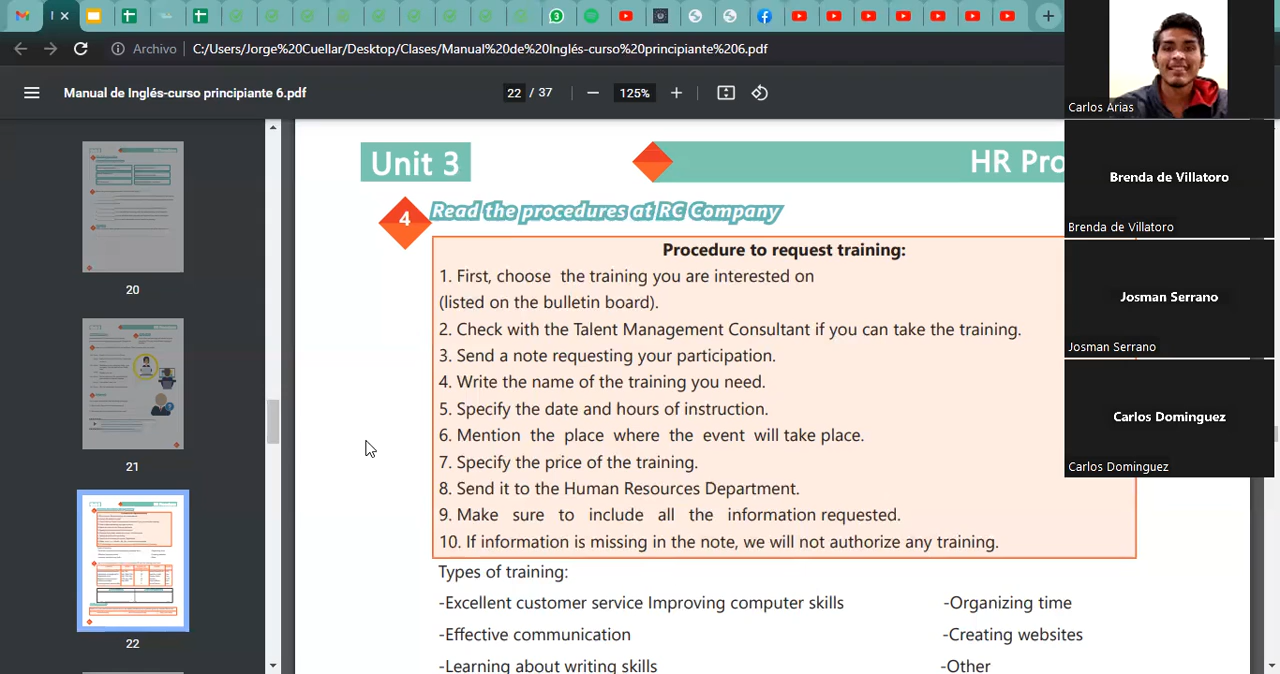 3
I
Archivo
C:/Users/Jorge%20Cuellar/Desktop/Clases/Manual%20de%20Inglés-curso%20principiante%206.pdf
Manual de Inglés-curso principiante 6.pdf
22 / 37
125%
20
21
22
Unit 3
HR Pro
4
Read the procedures at RC Company
Procedure to request training:
1. First, choose the training you are interested on
(listed on the bulletin board).
2. Check with the Talent Management Consultant if you can take the training.
3. Send a note requesting your participation.
4. Write the name of the training you need.
5. Specify the date and hours of instruction.
6. Mention the place where the event will take place.
7. Specify the price of the training.
8. Send it to the Human Resources Department.
9. Make sure to include all the information requested.
10. If information is missing in the note, we will not authorize any training.
Types of training:
-Excellent customer service Improving computer skills
-Organizing time
-Effective communication
-Creating websites
-Learning about writing skills
-Other
Carlos Arias
Brenda de Villatoro
Brenda de Villatoro
Josman Serrano
Josman Serrano
Carlos Dominguez
Carlos Dominguez